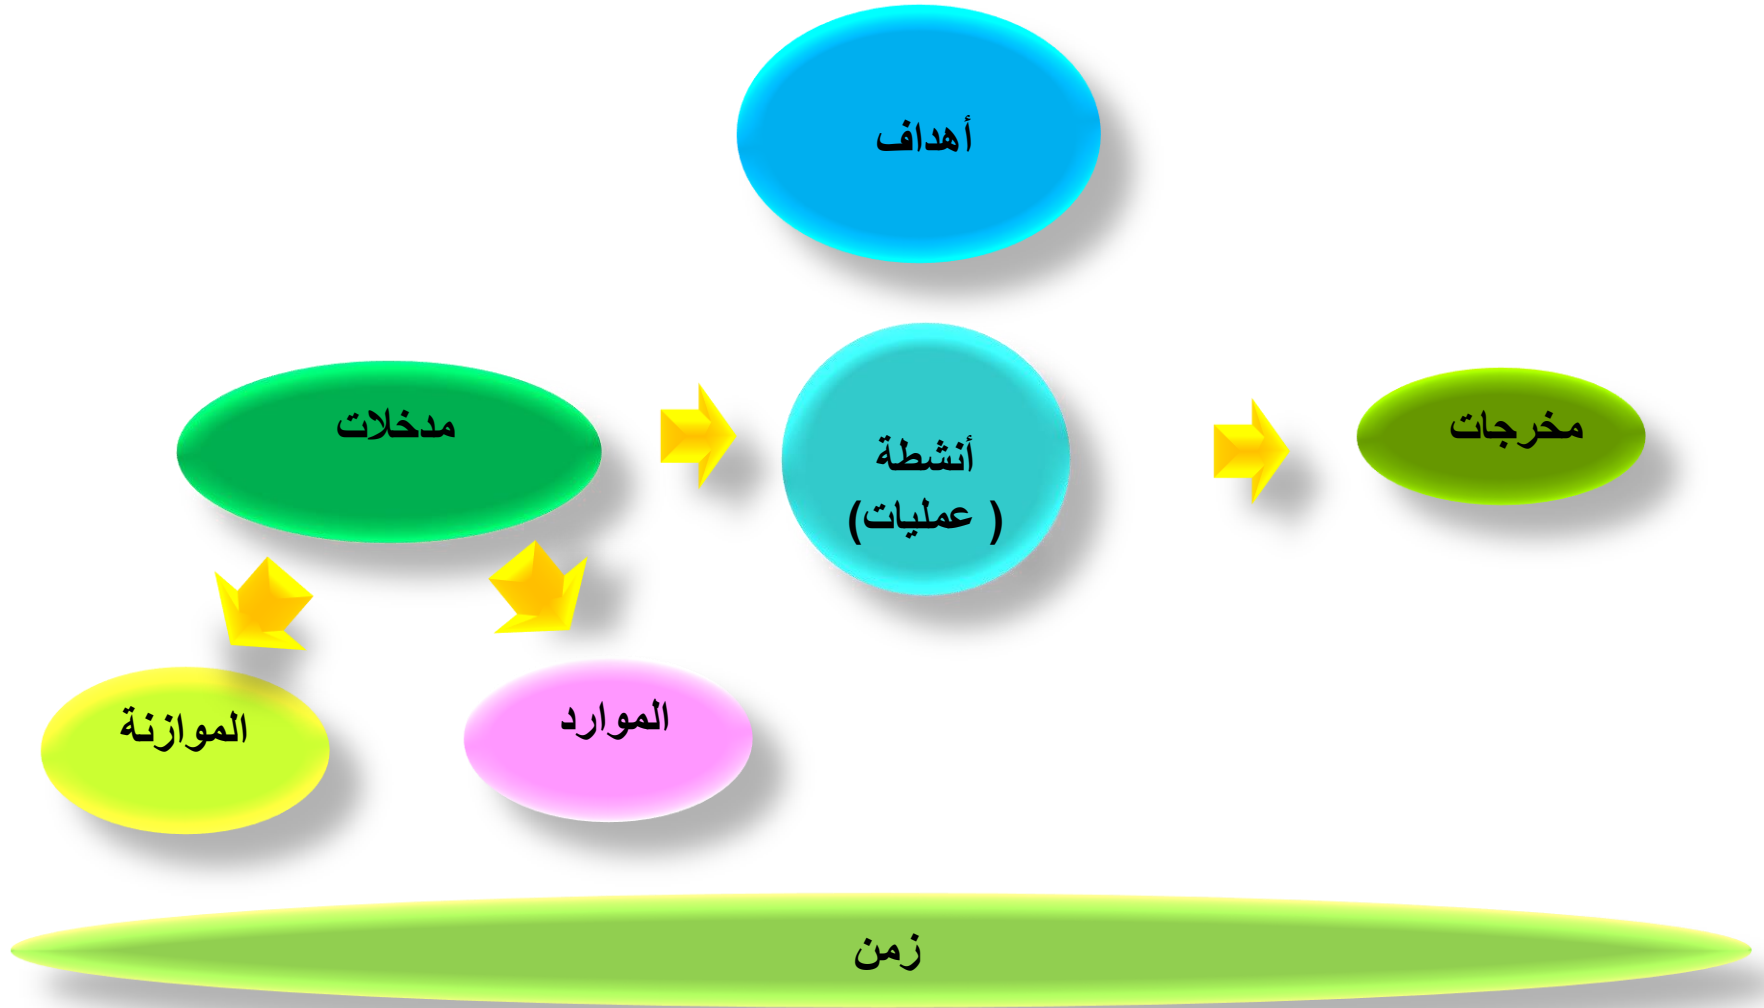 أهداف
مدخلات
أنشطة
( عمليات)
مخرجات
الموازنة
الموارد
زمن